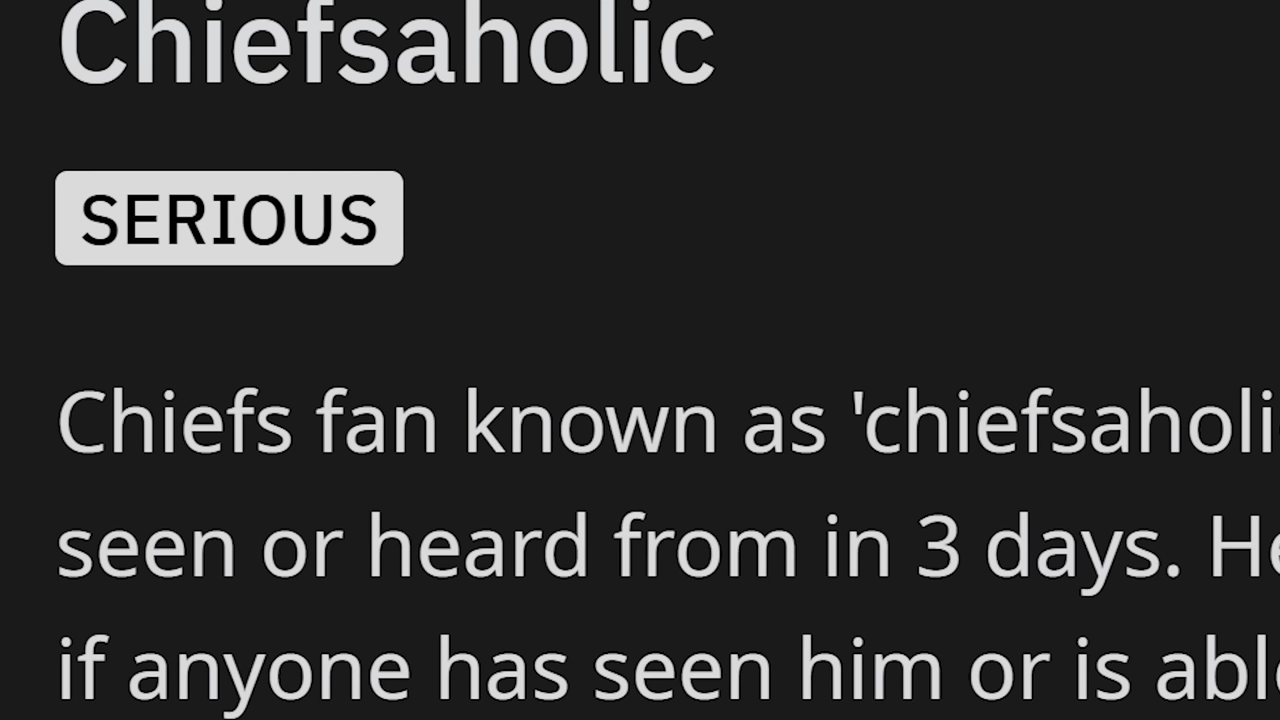 Chiefsaholic
SERIOUS
Chiefs fan known as 'chiefsaholi
seen or heard from in 3 days. He
if anyone has seen him or is able